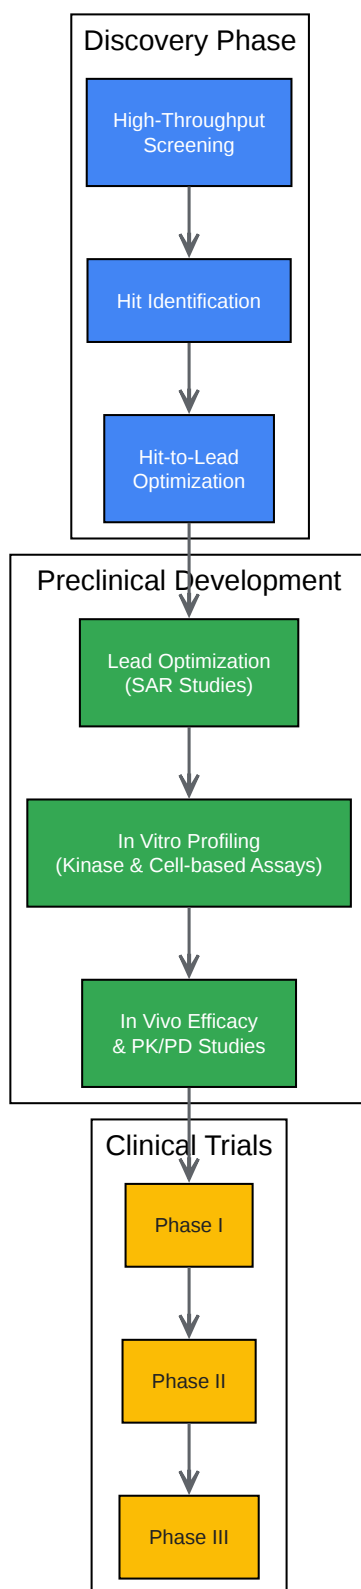 Discovery Phase
High-Throughput
Screening
Hit Identification
Hit-to-Lead
Optimization
Preclinical Development
Lead Optimization
(SAR Studies)
In Vitro Profiling
(Kinase & Cell-based Assays)
In Vivo Efficacy
& PK/PD Studies
Clinical Trials
Phase I
Phase II
Phase III